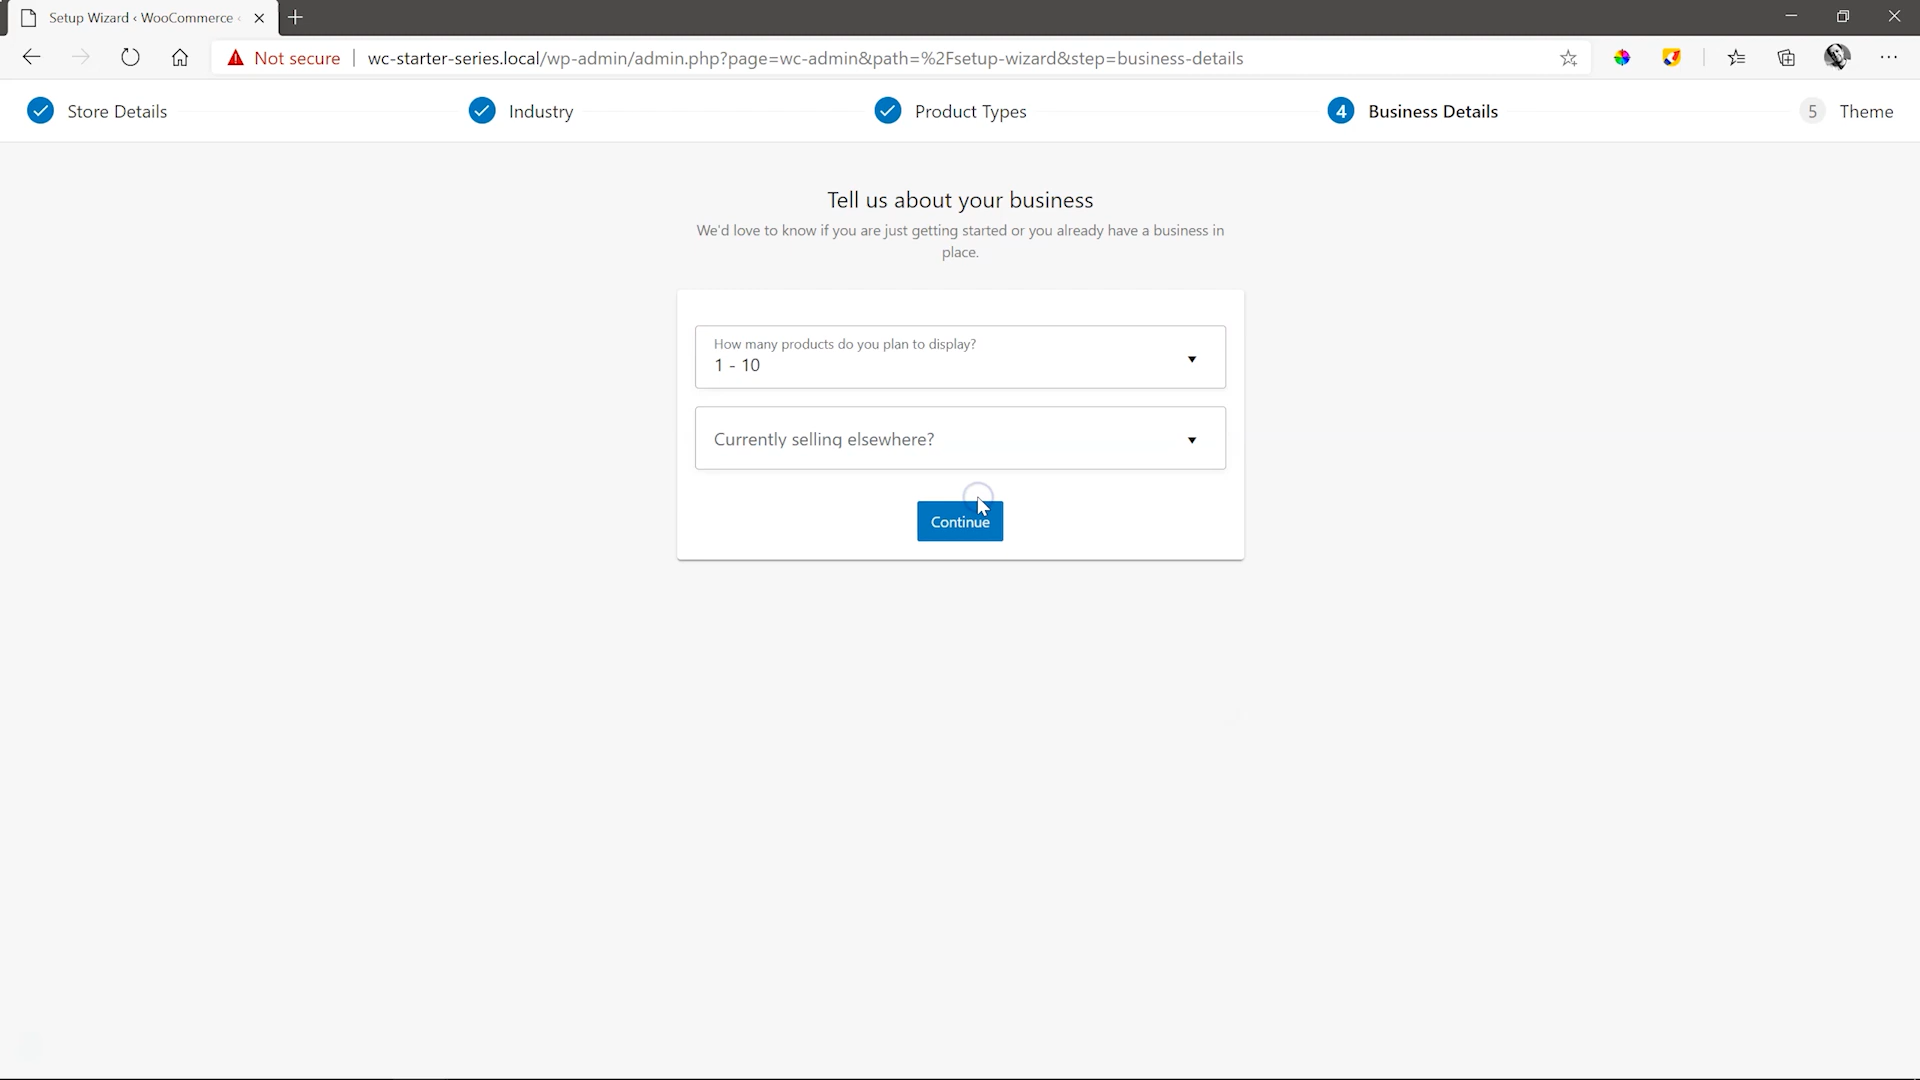 Setup Wizard ‹ WooCommerce ‹
Not secure
wc-starter-series.local/wp-admin/admin.php?page=wc-admin&path=%2Fsetup-wizard&step=business-details
Store Details
Industry
Product Types
4 Business Details
5 Theme
Tell us about your business
We'd love to know if you are just getting started or you already have a business in
place.
How many products do you plan to display?
1 - 10
Currently selling elsewhere?
Continue